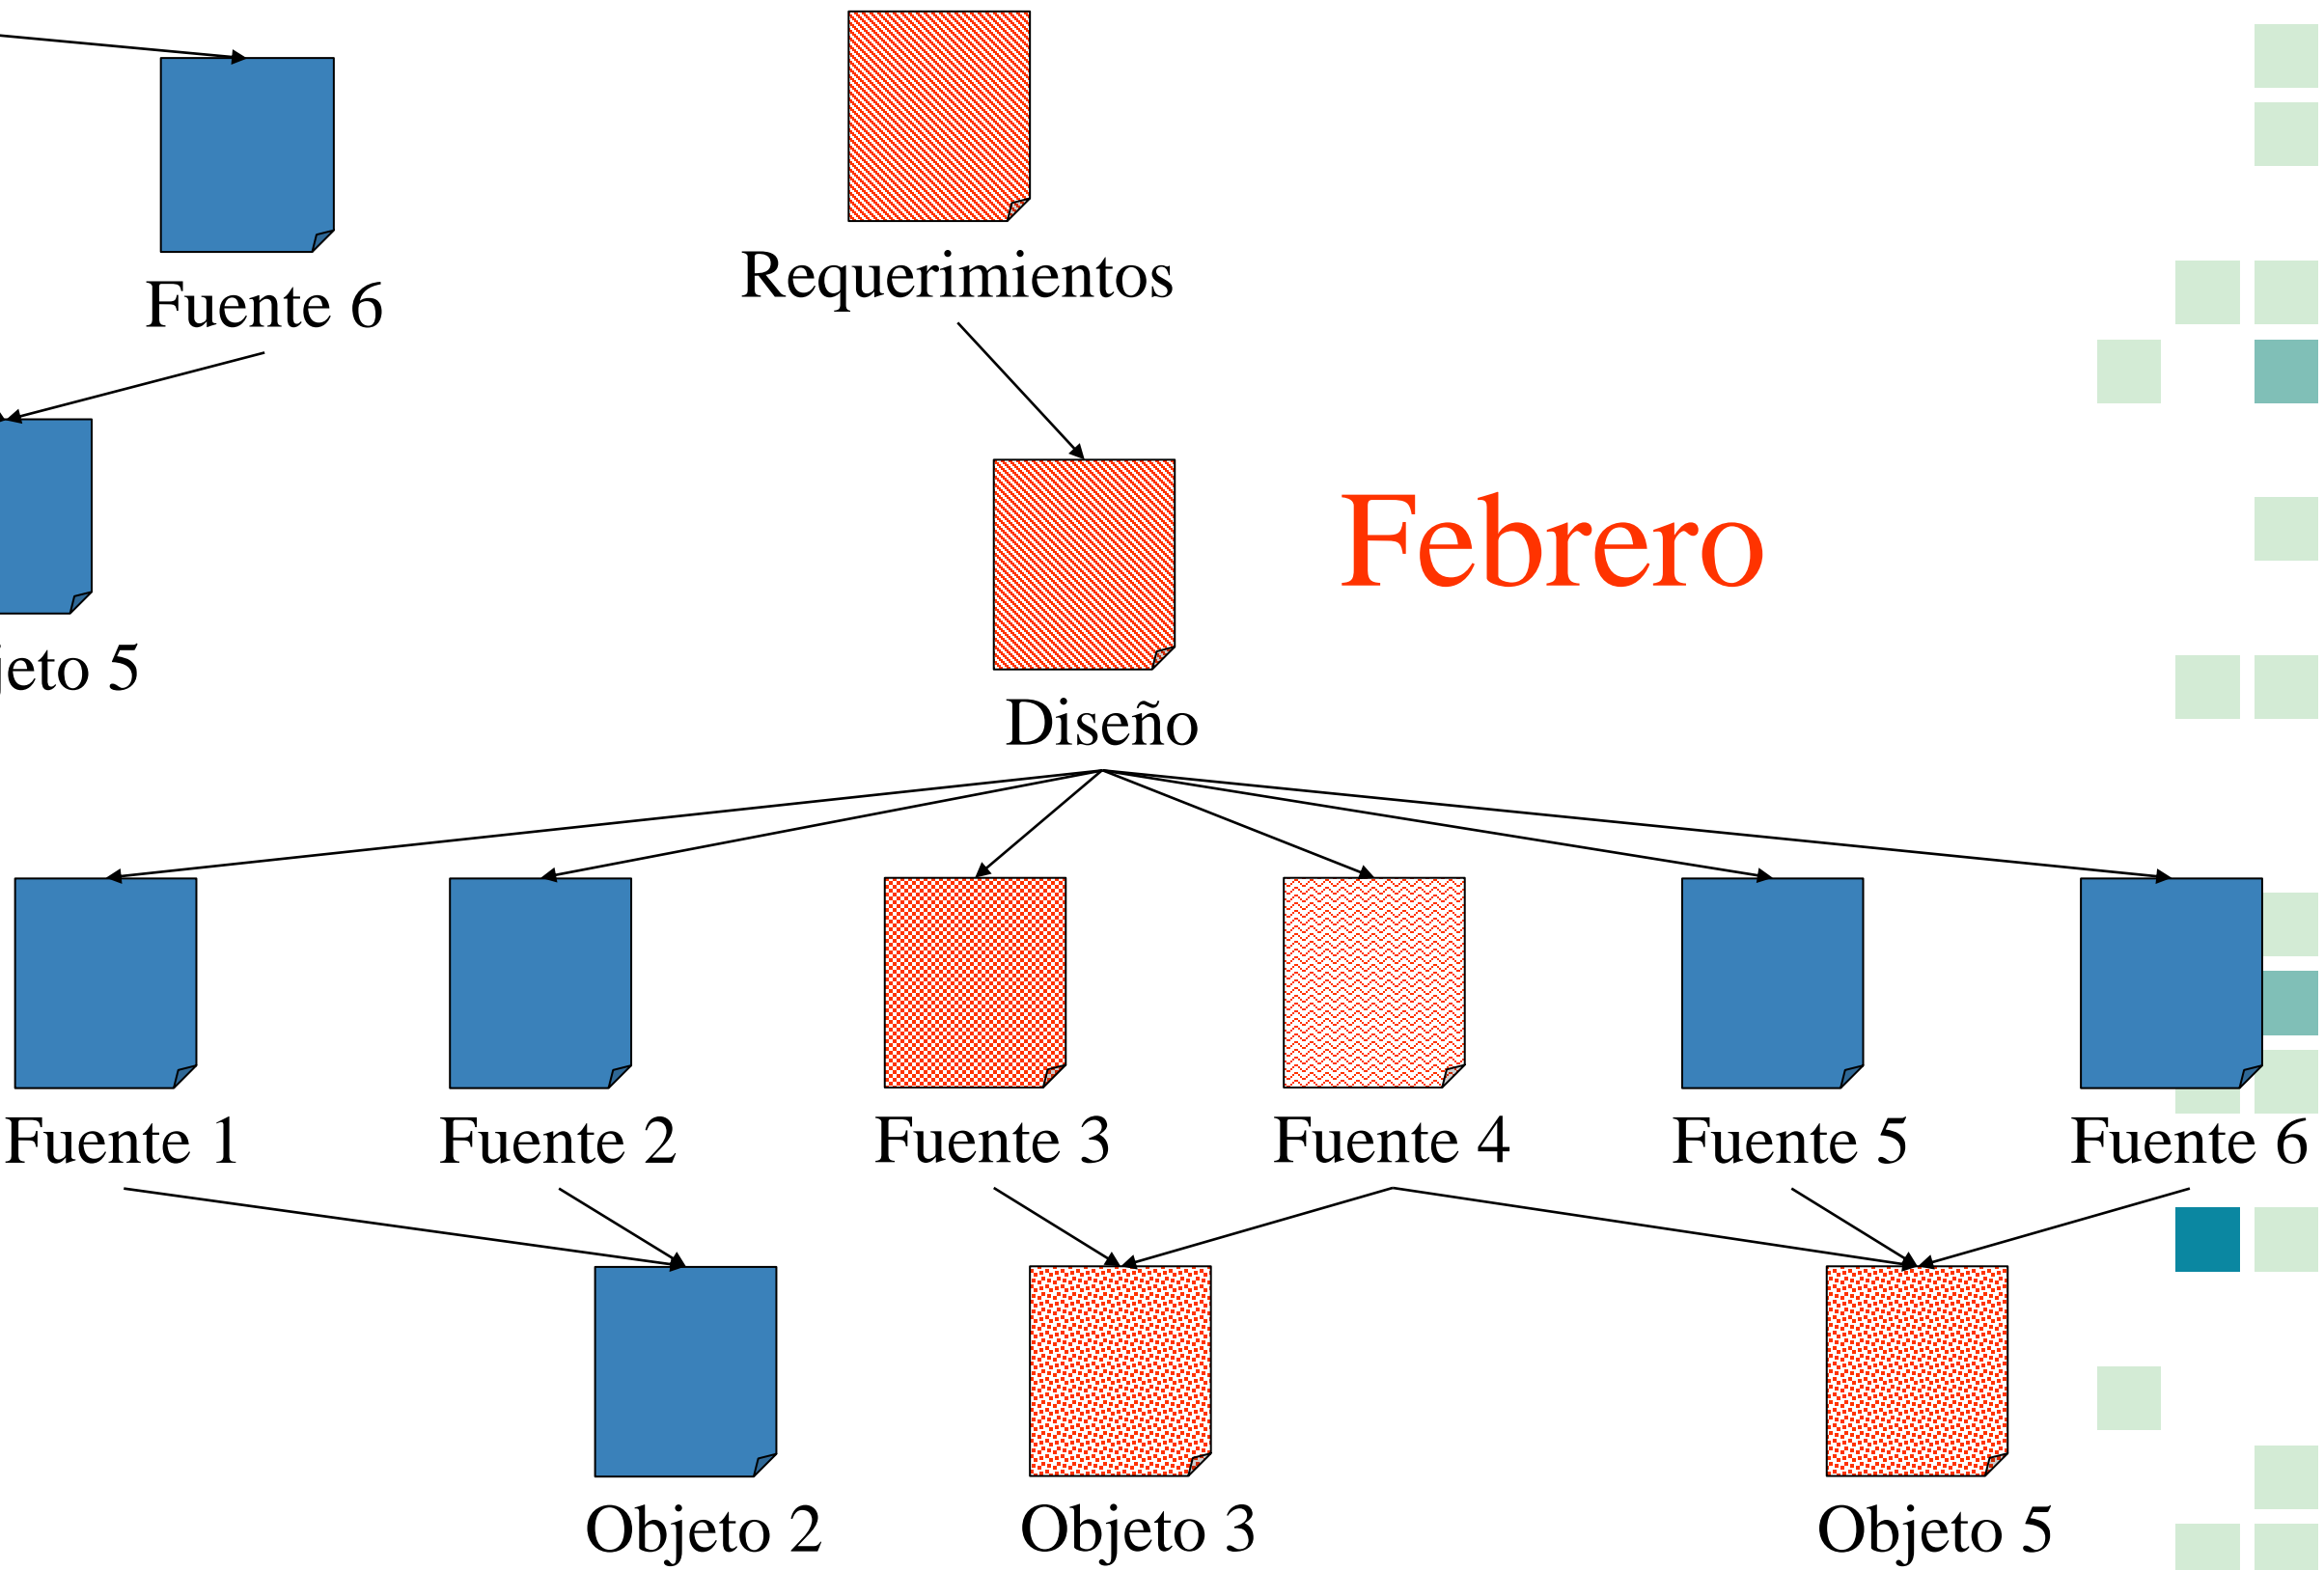 Fuente 6
Requerimientos
Febrero
jeto 5
Diseño
Fuente 1
Fuente 2
Fuente 3
Fuente 4
Fuente 5
Fuente 6
Objeto 2
Objeto 3
Objeto 5